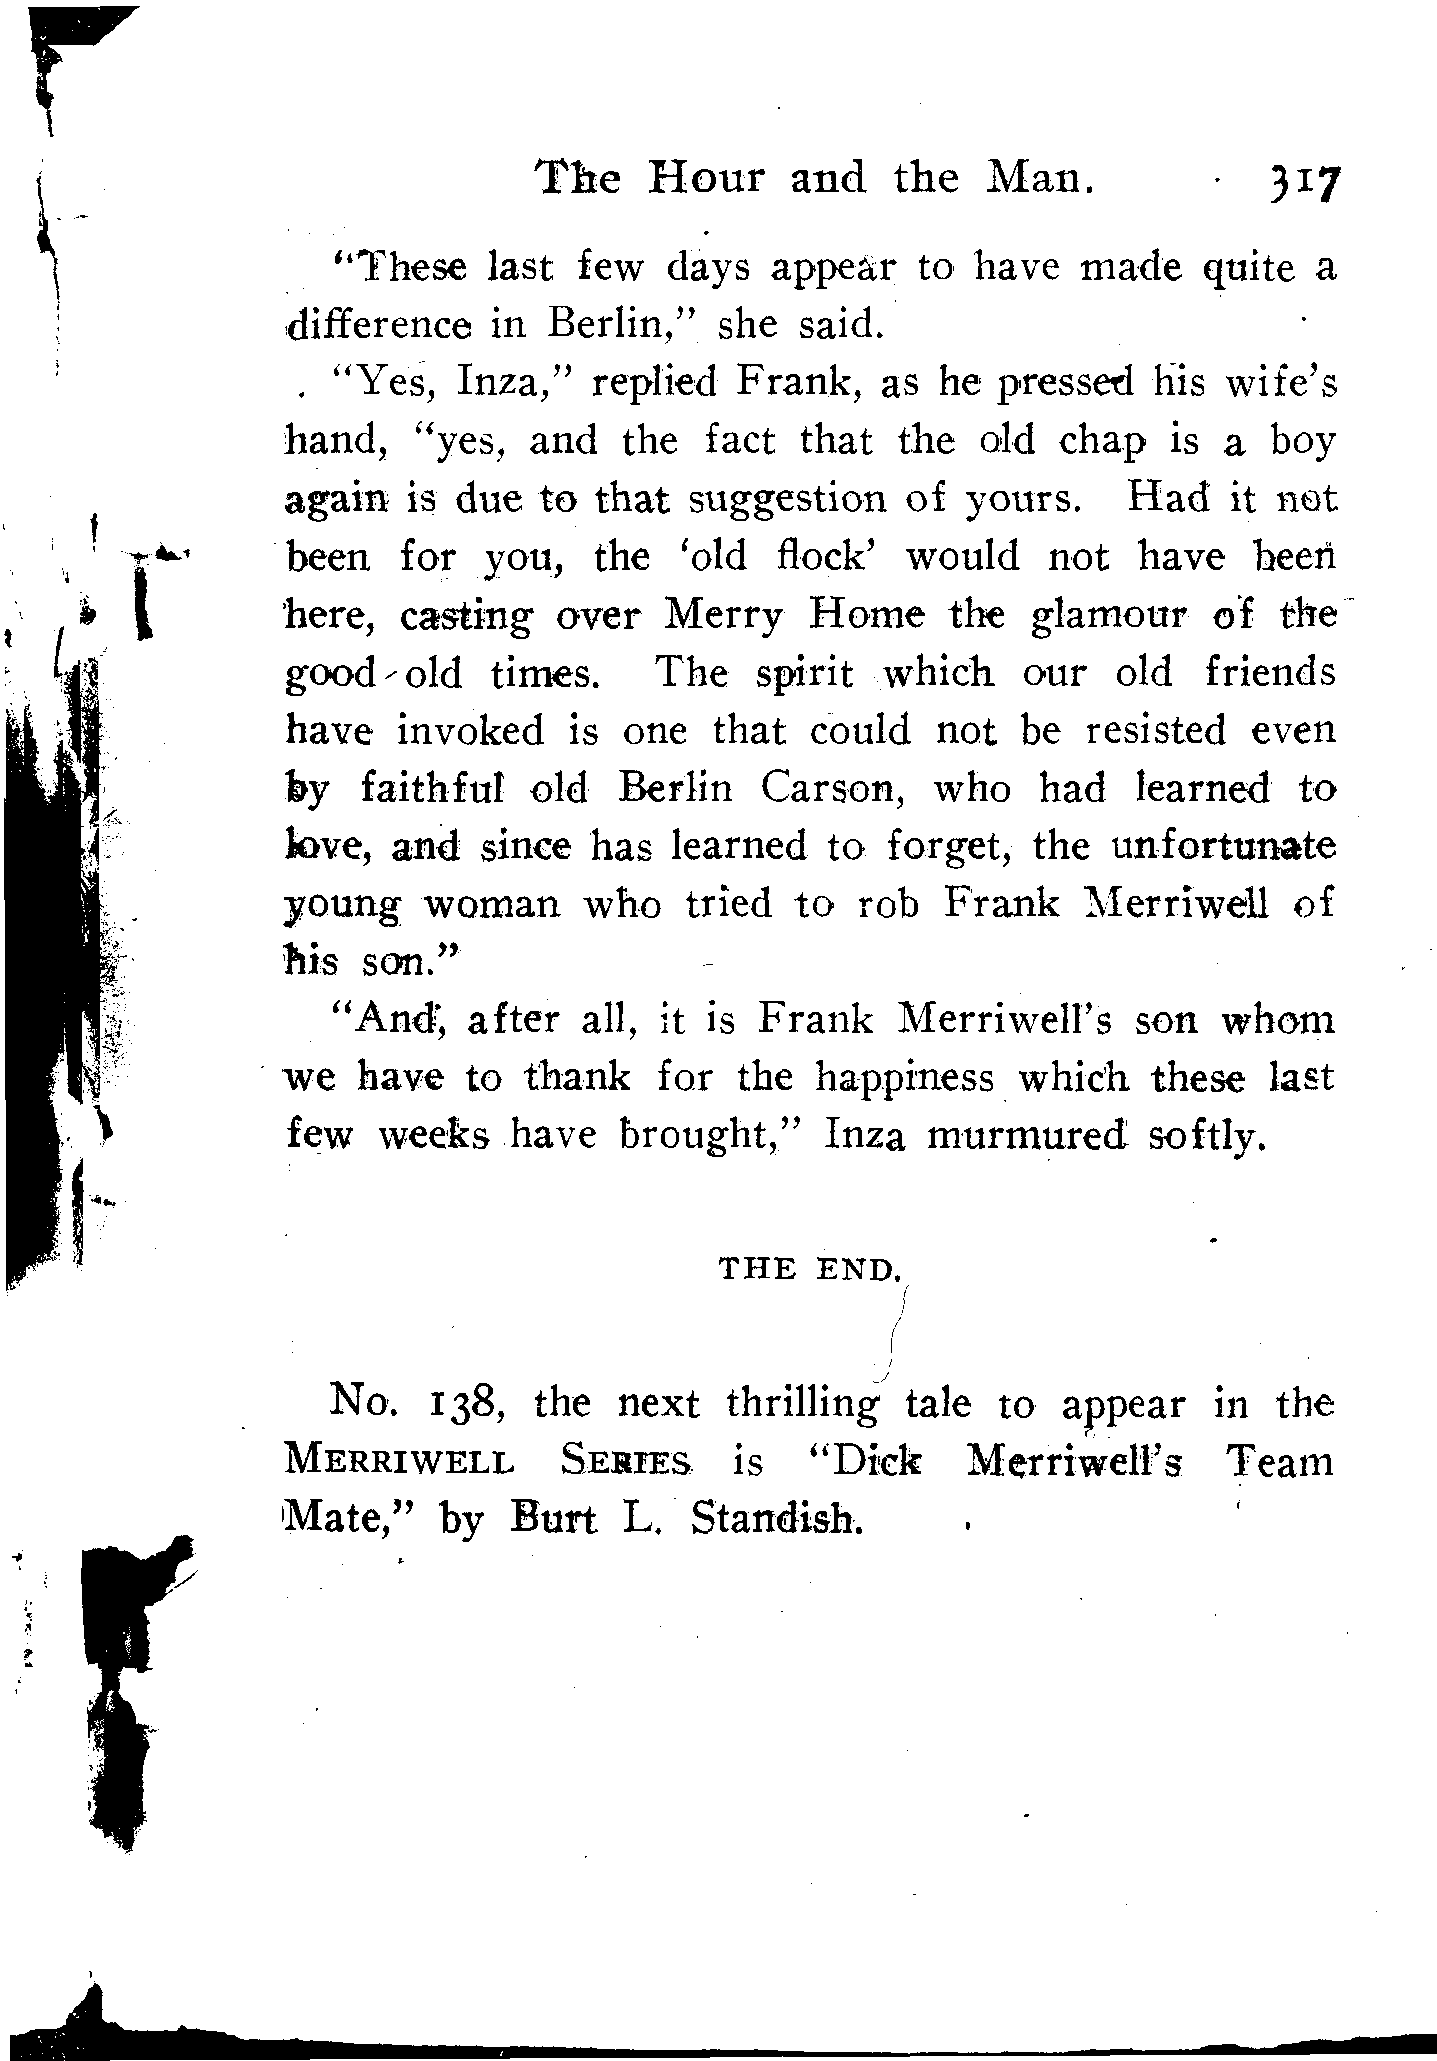 The Hour and the Man. 317
"These last few days appear to have made quite a
difference in Berlin," she said.
"Yes, Inza," replied Frank, as he pressed his wife's
hand, "yes, and the fact that the old chap is a boy
again is due to that suggestion of yours. Had it not
been for you, the 'old flock' would not have been
here, casting over Merry Home the glamour of the
good old times. The spirit which our old friends
have invoked is one that could not be resisted even
by faithful old Berlin Carson, who had learned to
love, and since has learned to forget, the unfortunate
young woman who tried to rob Frank Merriwell of
his son."
"And, after all, it is Frank Merriwell's son whom
we have to thank for the happiness which these last
few weeks have brought," Inza murmured softly.
THE END.
No. 138, the next thrilling tale to appear in the
MERRIWELL SERIES is "Dick Merriwell's Team
Mate," by Burt L. Standish.